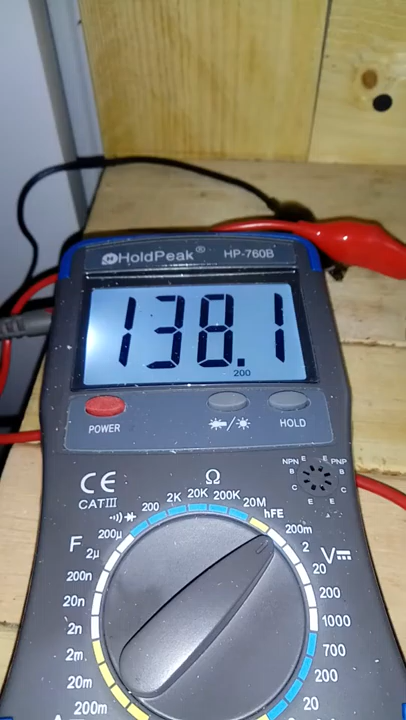 HoldPeak® HP-760B
138.1
200
POWER
HOLD
NPN E E PNP
B B
C C
E E
CE
CATIII
Ω
200 2K 20K 200K 20M
hFE
F
200µ
2µ
200n
20n
2n
2m
20m
200m
200m
2
V
20
200
1000
700
200
20